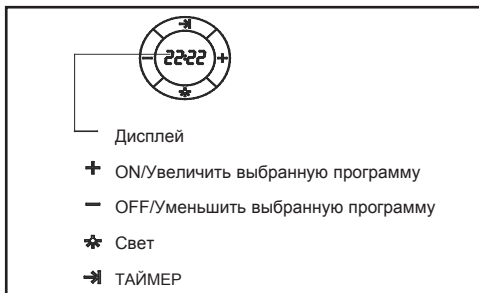 22:22
Дисплей
+ ON/Увеличить выбранную программу
− OFF/Уменьшить выбранную программу
Свет
ТАЙМЕР